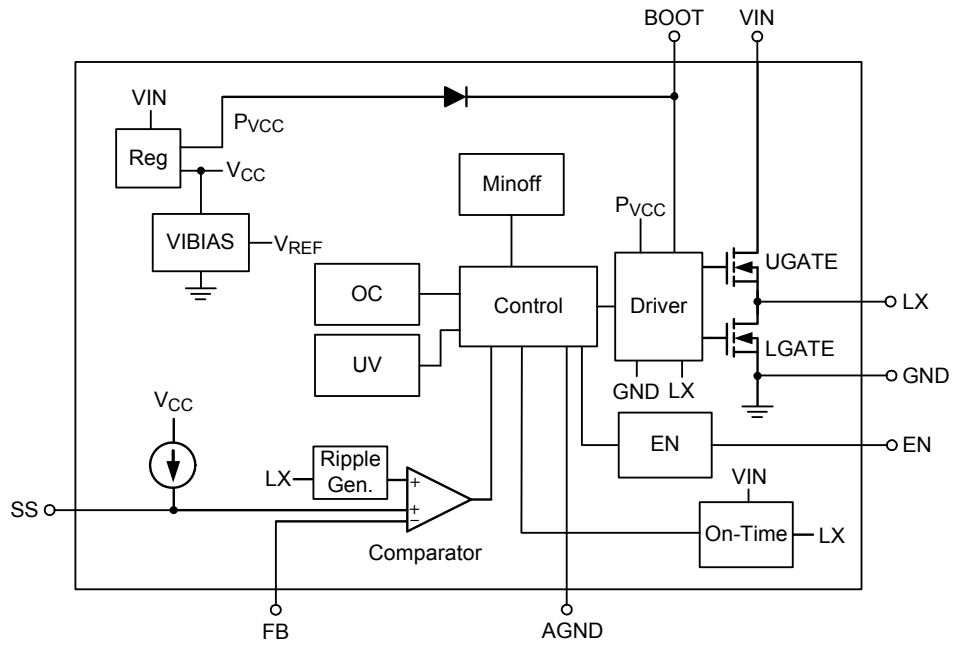 BOOT VIN
VIN
PVCC
Reg
VCC
Minoff
PVCC
VIBIAS
VREF
UGATE
OC
Control
Driver
LX
UV
LGATE
GND LX
GND
VCC
EN
EN
Ripple
Gen.
LX
+
VIN
SS
+
−
On-Time
LX
Comparator
FB
AGND